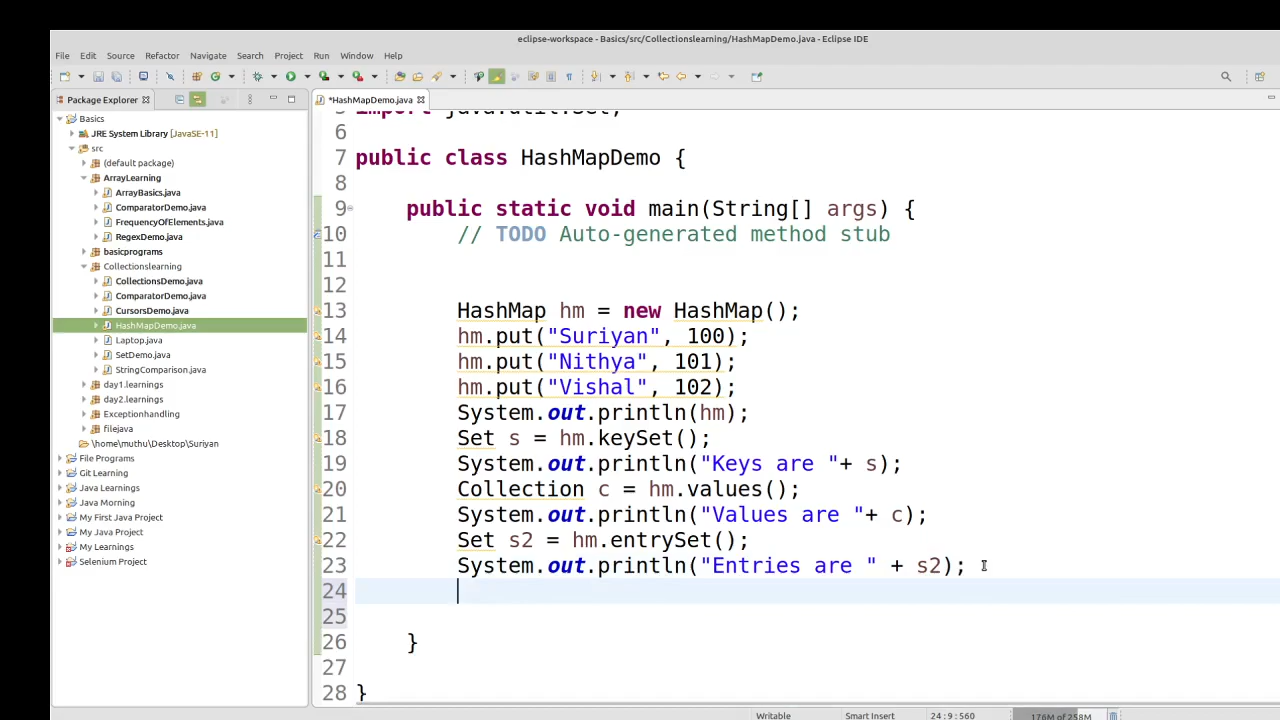 eclipse-workspace - Basics/src/Collectionslearning/HashMapDemo.java - Eclipse IDE
File Edit Source Refactor Navigate Search Project Run Window Help
Package Explorer
*HashMapDemo.java
Basics
JRE System Library [JavaSE-11]
src
(default package)
ArrayLearning
ArrayBasics.java
ComparatorDemo.java
FrequencyOfElements.java
RegexDemo.java
basicprograms
Collectionslearning
CollectionsDemo.java
ComparatorDemo.java
CursorsDemo.java
HashMapDemo.java
Laptop.java
SetDemo.java
StringComparison.java
day1.learnings
day2.learnings
Exceptionhandling
filejava
\home\muthu\Desktop\Suriyan
File Programs
Git Learning
Java Learnings
Java Morning
My First Java Project
My Java Project
My Learnings
Selenium Project
5 import java.util.Set;
6
7 public class HashMapDemo {
8
9 public static void main(String[] args) {
10 // TODO Auto-generated method stub
11
12
13 HashMap hm = new HashMap();
14 hm.put("Suriyan", 100);
15 hm.put("Nithya", 101);
16 hm.put("Vishal", 102);
17 System.out.println(hm);
18 Set s = hm.keySet();
19 System.out.println("Keys are "+ s);
20 Collection c = hm.values();
21 System.out.println("Values are "+ c);
22 Set s2 = hm.entrySet();
23 System.out.println("Entries are " + s2);
24
25
26 }
27
28 }
Writable Smart Insert 24:9:560 176M of 258M